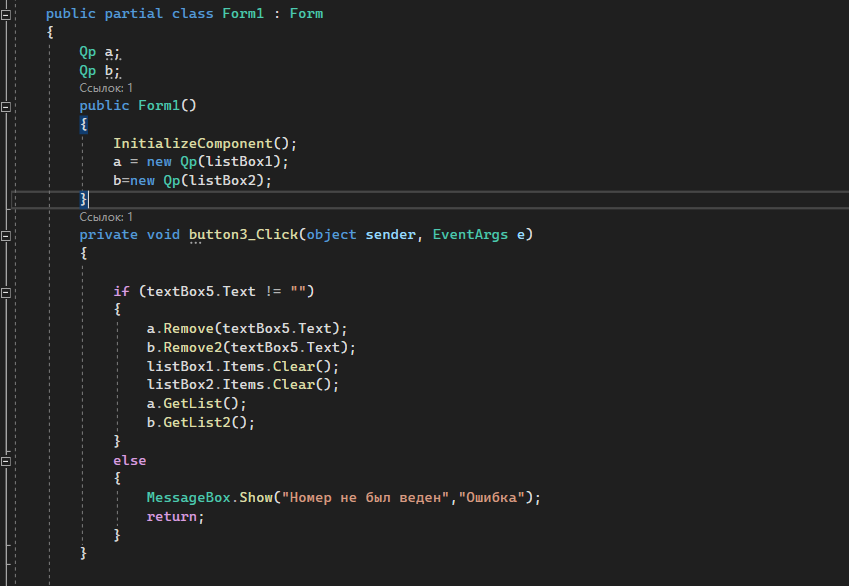 public partial class Form1 : Form
{
Qp a;
Qp b;
Ссылок: 1
public Form1()
{
InitializeComponent();
a = new Qp(listBox1);
b=new Qp(listBox2);
}
Ссылок: 1
private void button3_Click(object sender, EventArgs e)
{
if (textBox5.Text != "")
{
a.Remove(textBox5.Text);
b.Remove2(textBox5.Text);
listBox1.Items.Clear();
listBox2.Items.Clear();
a.GetList();
b.GetList2();
}
else
{
MessageBox.Show("Номер не был веден","Ошибка");
return;
}
}